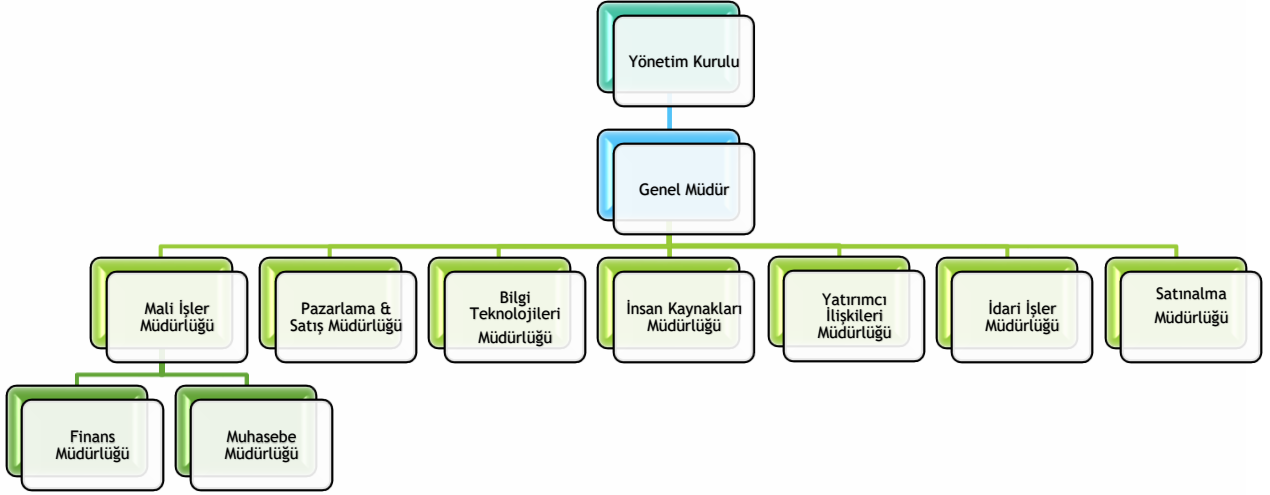 Yönetim Kurulu
Genel Müdür
Mali İşler
Müdürlüğü
Pazarlama &
Satış Müdürlüğü
Bilgi
Teknolojileri
Müdürlüğü
İnsan Kaynakları
Müdürlüğü
Yatırımcı
İlişkileri
Müdürlüğü
İdari İşler
Müdürlüğü
Satınalma
Müdürlüğü
Finans
Müdürlüğü
Muhasebe
Müdürlüğü